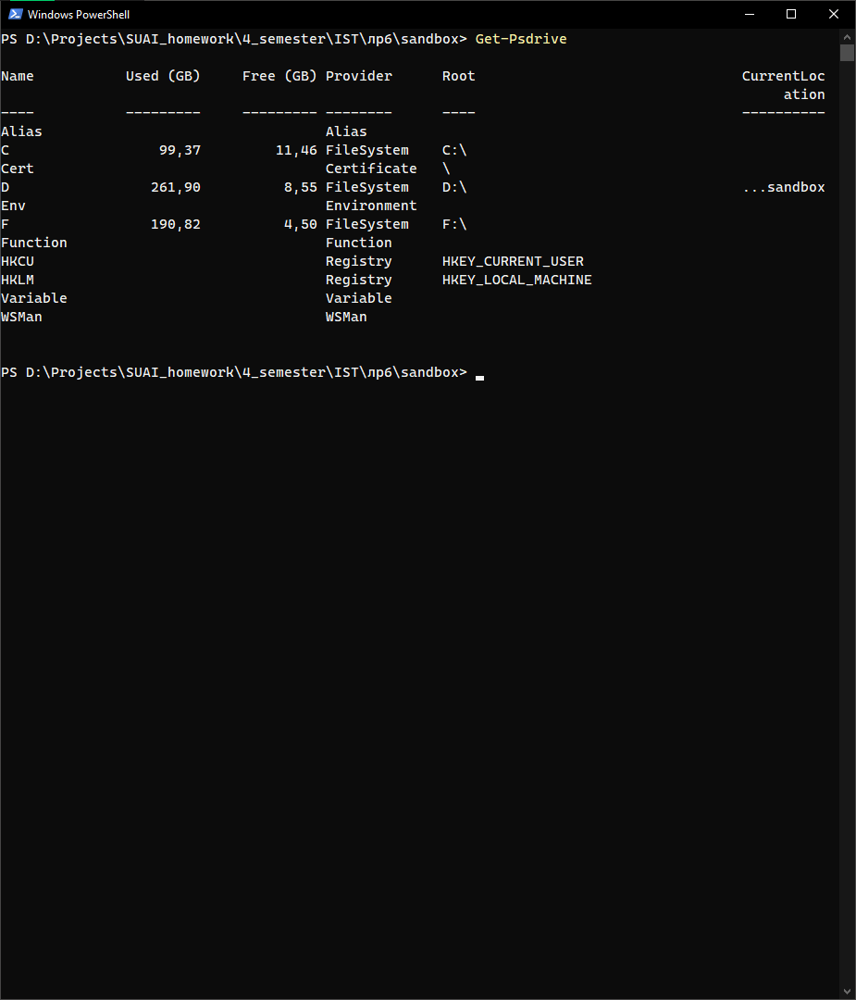 Windows PowerShell
PS D:\Projects\SUAI_homework\4_semester\IST\лр6\sandbox> Get-Psdrive
Name           Used (GB)     Free (GB) Provider      Root                                CurrentLoc
                                                                                              ation
----           ---------     --------- --------      ----                                ----------
Alias                                  Alias
C                  99,37         11,46 FileSystem    C:\
Cert                                   Certificate   \
D                 261,90          8,55 FileSystem    D:\                                 ...sandbox
Env                                    Environment
F                 190,82          4,50 FileSystem    F:\
Function                               Function
HKCU                                   Registry      HKEY_CURRENT_USER
HKLM                                   Registry      HKEY_LOCAL_MACHINE
Variable                               Variable
WSMan                                  WSMan
PS D:\Projects\SUAI_homework\4_semester\IST\лр6\sandbox>